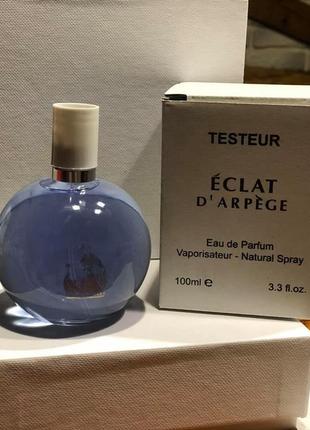 TESTEUR
ÉCLAT
D'ARPÈGE
Eau de Parfum
Vaporisateur - Natural Spray
100ml e 3.3 fl.oz.